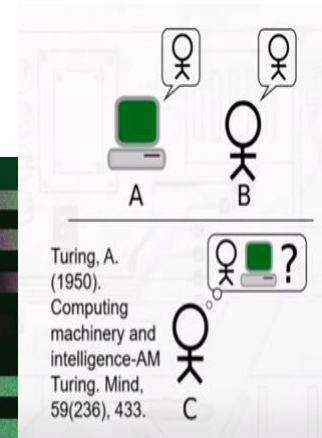 A B
?
Turing, A.
(1950).
Computing
machinery and
intelligence-AM
Turing. Mind,
59(236), 433.
C